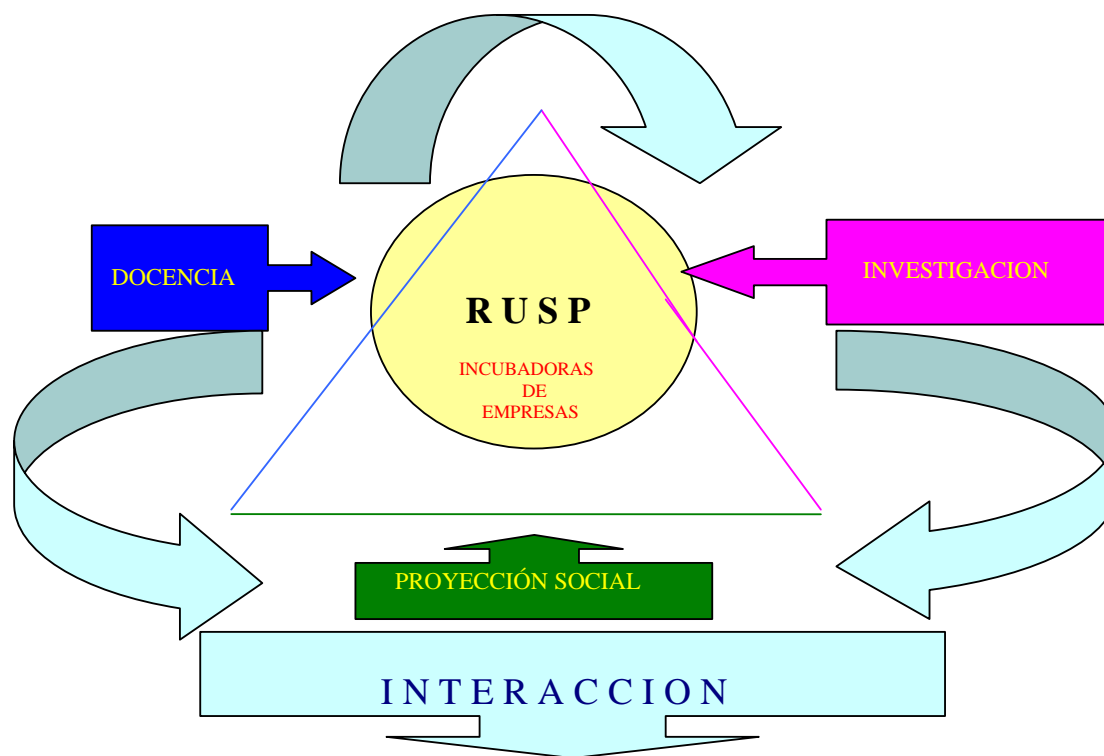 DOCENCIA
INVESTIGACION
R U S P
INCUBADORAS
DE
EMPRESAS
PROYECCIÓN SOCIAL
I N T E R A C C I O N